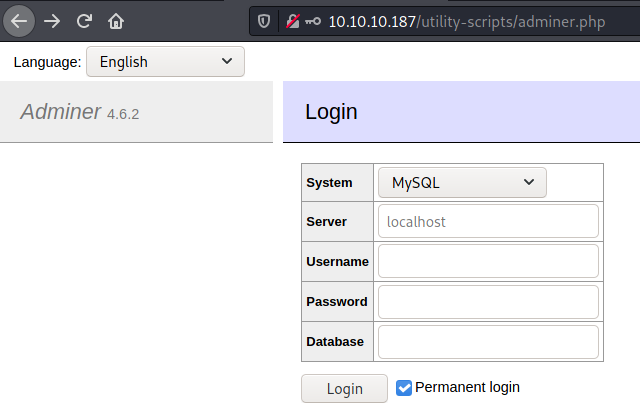 10.10.10.187/utility-scripts/adminer.php
Language: English
Adminer 4.6.2
Login
System MySQL
Server localhost
Username
Password
Database
Login Permanent login